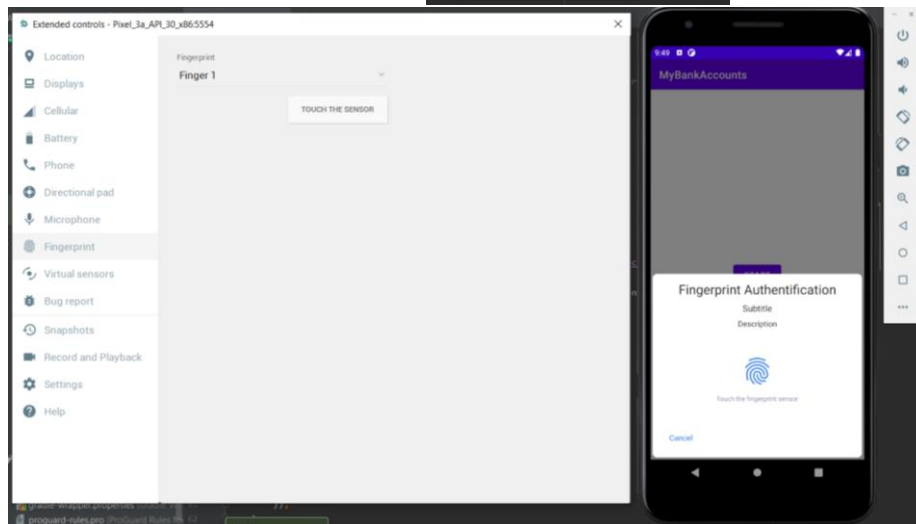 Extended controls - Pixel_3a_API_30_x86:5554
Location
Displays
Cellular
Battery
Phone
Directional pad
Microphone
Fingerprint
Virtual sensors
Bug report
Snapshots
Record and Playback
Settings
Help
Fingerprint
Finger 1
TOUCH THE SENSOR
9:49
MyBankAccounts
Fingerprint Authentification
Subtitle
Description
Touch the fingerprint sensor
Cancel
gradle-wrapper.properties
proguard-rules.pro (ProGuard Rules